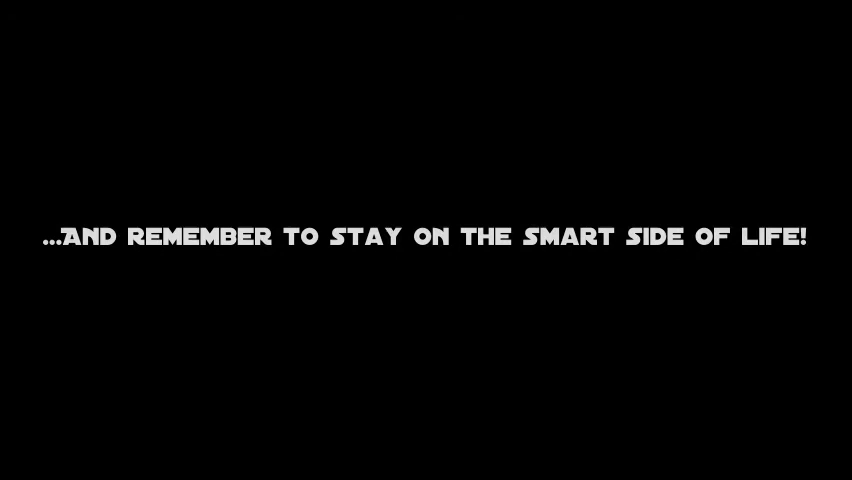 ...And remember to stay on the smart side of life!